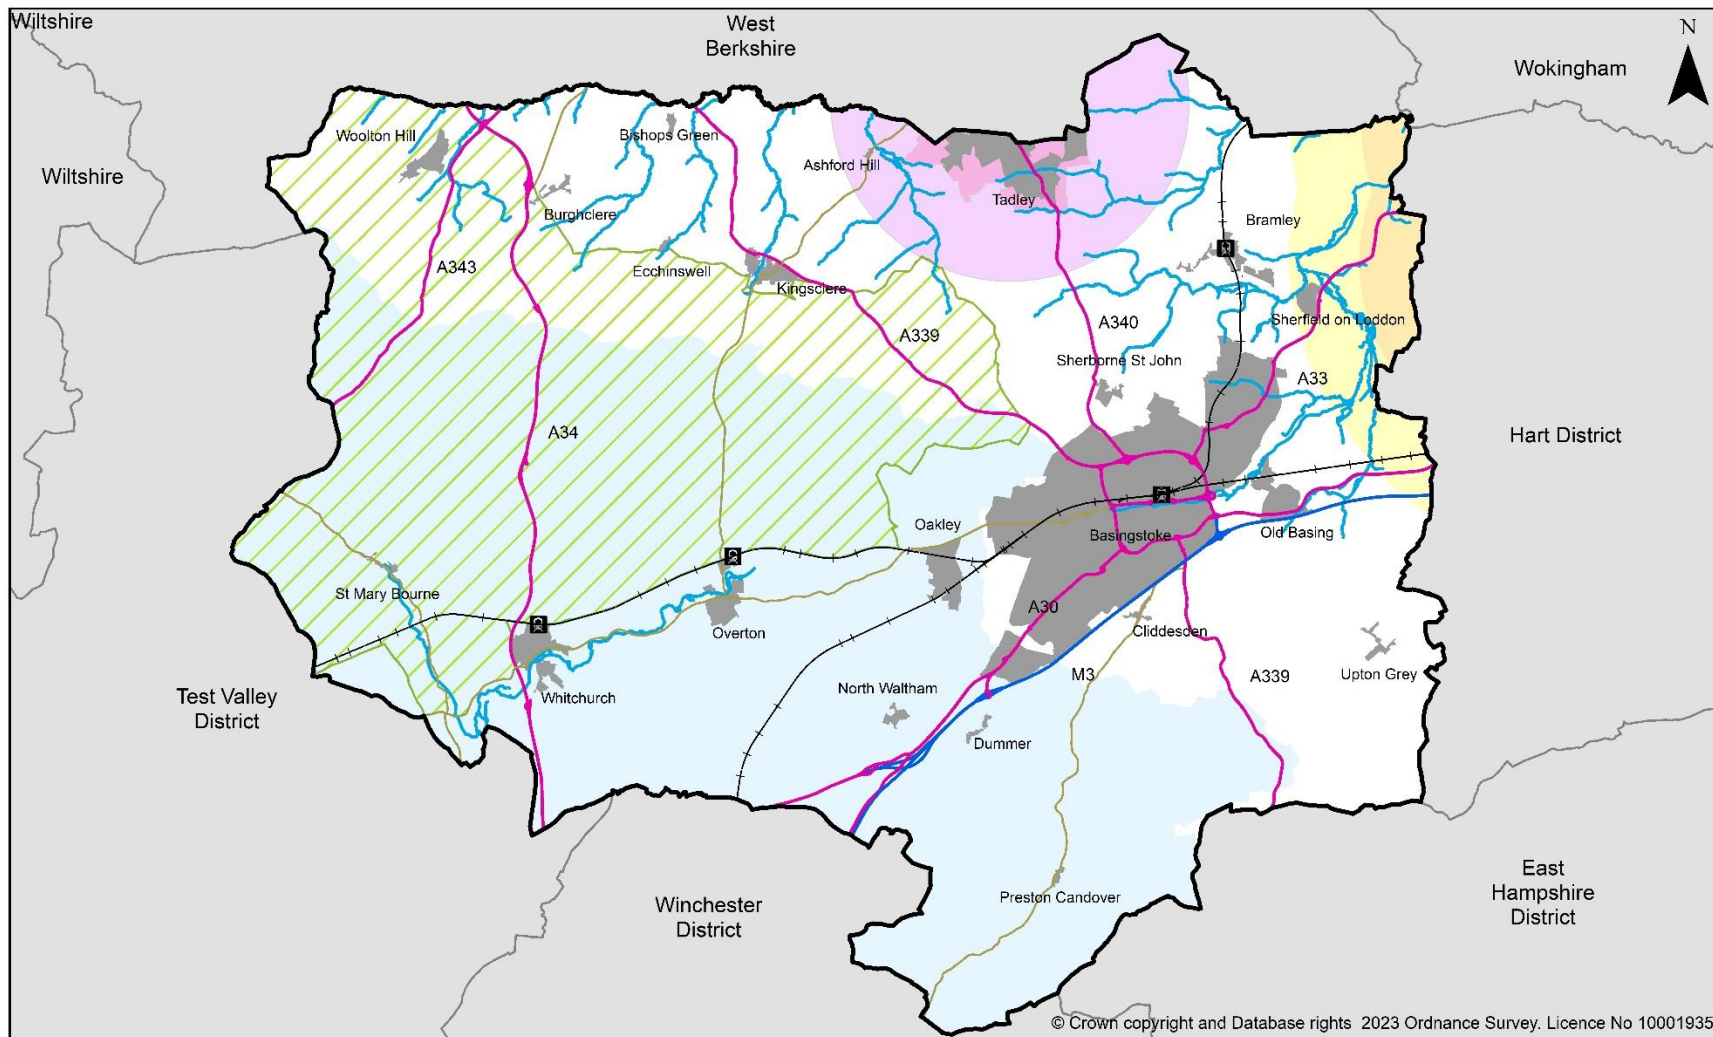 Wiltshire
West
Berkshire
N
Wokingham
Woolton Hill
Bishops Green
Ashford Hill
Wiltshire
Tadley
Burghclere
Bramley
A343
Ecchinswell
Kingsclere
A339
A340
Sherfield on Loddon
Sherborne St John
A33
A34
Hart District
Oakley
Basingstoke
Old Basing
St Mary Bourne
Overton
A30
Cliddesden
Test Valley
District
Whitchurch
North Waltham
M3
A339
Upton Grey
Dummer
Preston Candover
Winchester
District
East
Hampshire
District
© Crown copyright and Database rights 2023 Ordnance Survey. Licence No 10001935